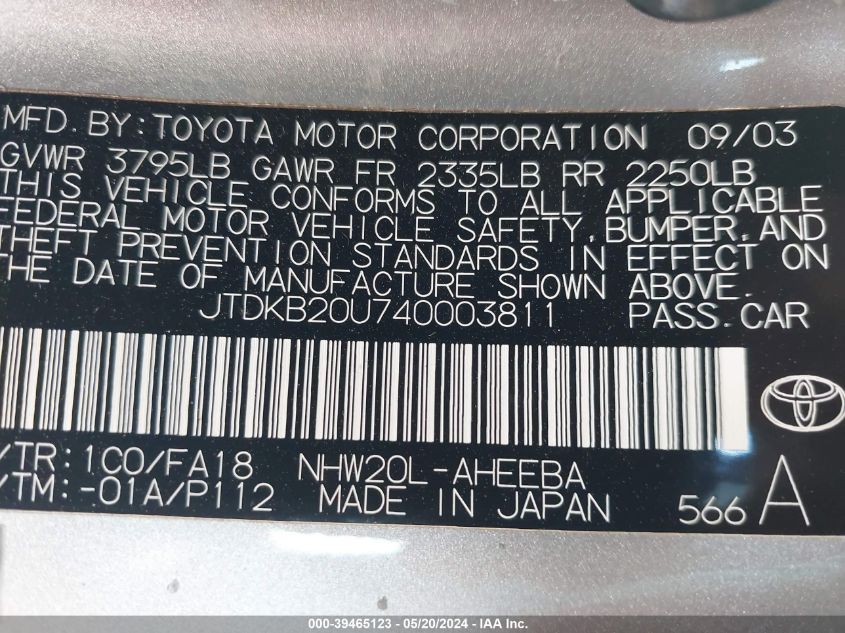 MFD. BY: TOYOTA MOTOR CORPORATION 09/03
GVWR 3795LB GAWR FR 2335LB RR 2250LB
THIS VEHICLE CONFORMS TO ALL APPLICABLE
FEDERAL MOTOR VEHICLE SAFETY, BUMPER, AND
THEFT PREVENTION STANDARDS IN EFFECT ON
THE DATE OF MANUFACTURE SHOWN ABOVE.
JTDKB20U740003811 PASS. CAR
/TR: 1C0/FA18 NHW20L-AHEEBA
/TM: -01A/P112 MADE IN JAPAN 566 A
000-39465123 - 05/20/2024 - IAA Inc.